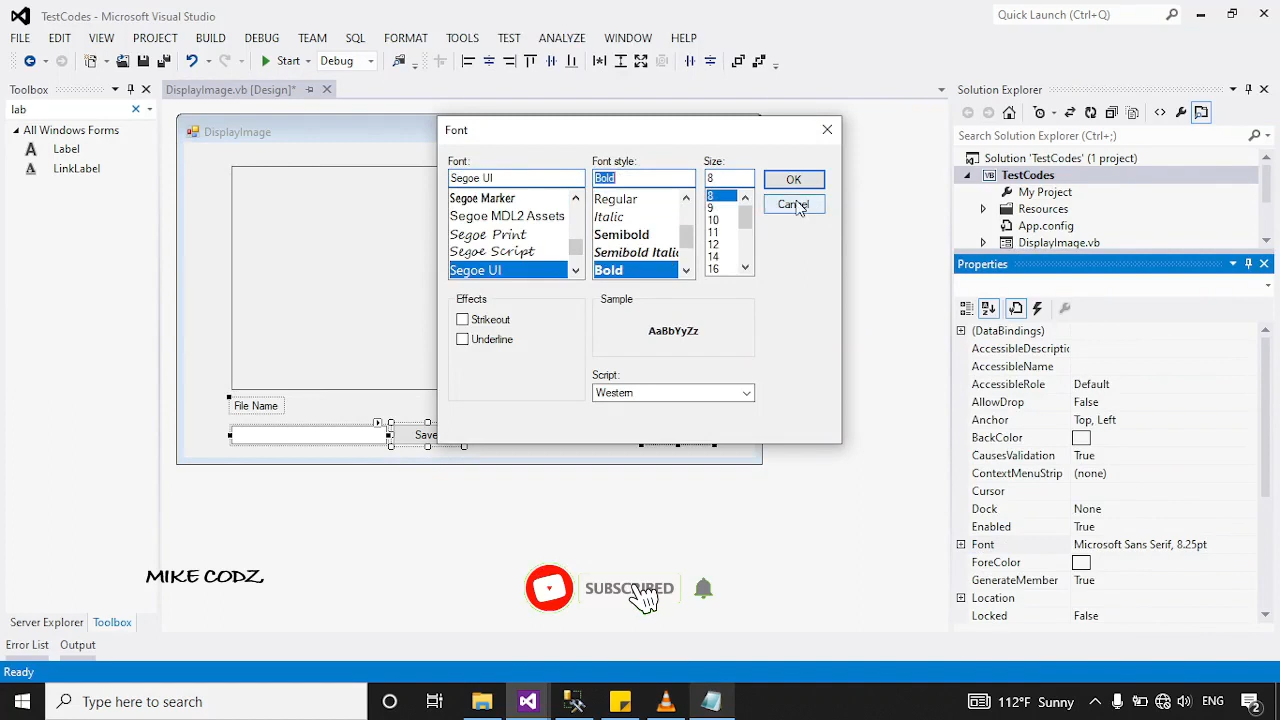 TestCodes - Microsoft Visual Studio
Quick Launch (Ctrl+Q)
FILE EDIT VIEW PROJECT BUILD DEBUG TEAM SQL FORMAT TOOLS TEST ANALYZE WINDOW HELP
Start Debug
Toolbox
DisplayImage.vb [Design]*
Solution Explorer
lab
Search Solution Explorer (Ctrl+;)
All Windows Forms
Label
LinkLabel
DisplayImage
Font
Font:
Segoe UI
Segoe Marker
Segoe MDL2 Assets
Segoe Print
Segoe Script
Segoe UI
Font style:
Bold
Regular
Italic
Semibold
Semibold Italic
Bold
Size:
8
8
9
10
11
12
14
16
OK
Cancel
Effects
Strikeout
Underline
Sample
AaBbYyZz
Script:
Western
File Name
Save
Solution 'TestCodes' (1 project)
TestCodes
My Project
Resources
App.config
DisplayImage.vb
Properties
(DataBindings)
AccessibleDescriptic
AccessibleName
AccessibleRole Default
AllowDrop False
Anchor Top, Left
BackColor
CausesValidation True
ContextMenuStrip (none)
Cursor
Dock None
Enabled True
Font Microsoft Sans Serif, 8.25pt
ForeColor
GenerateMember True
Location
Locked False
MIKE CODZ,
SUBSCRIBED
Server Explorer Toolbox
Error List Output
Ready
Type here to search
112°F Sunny
ENG
2